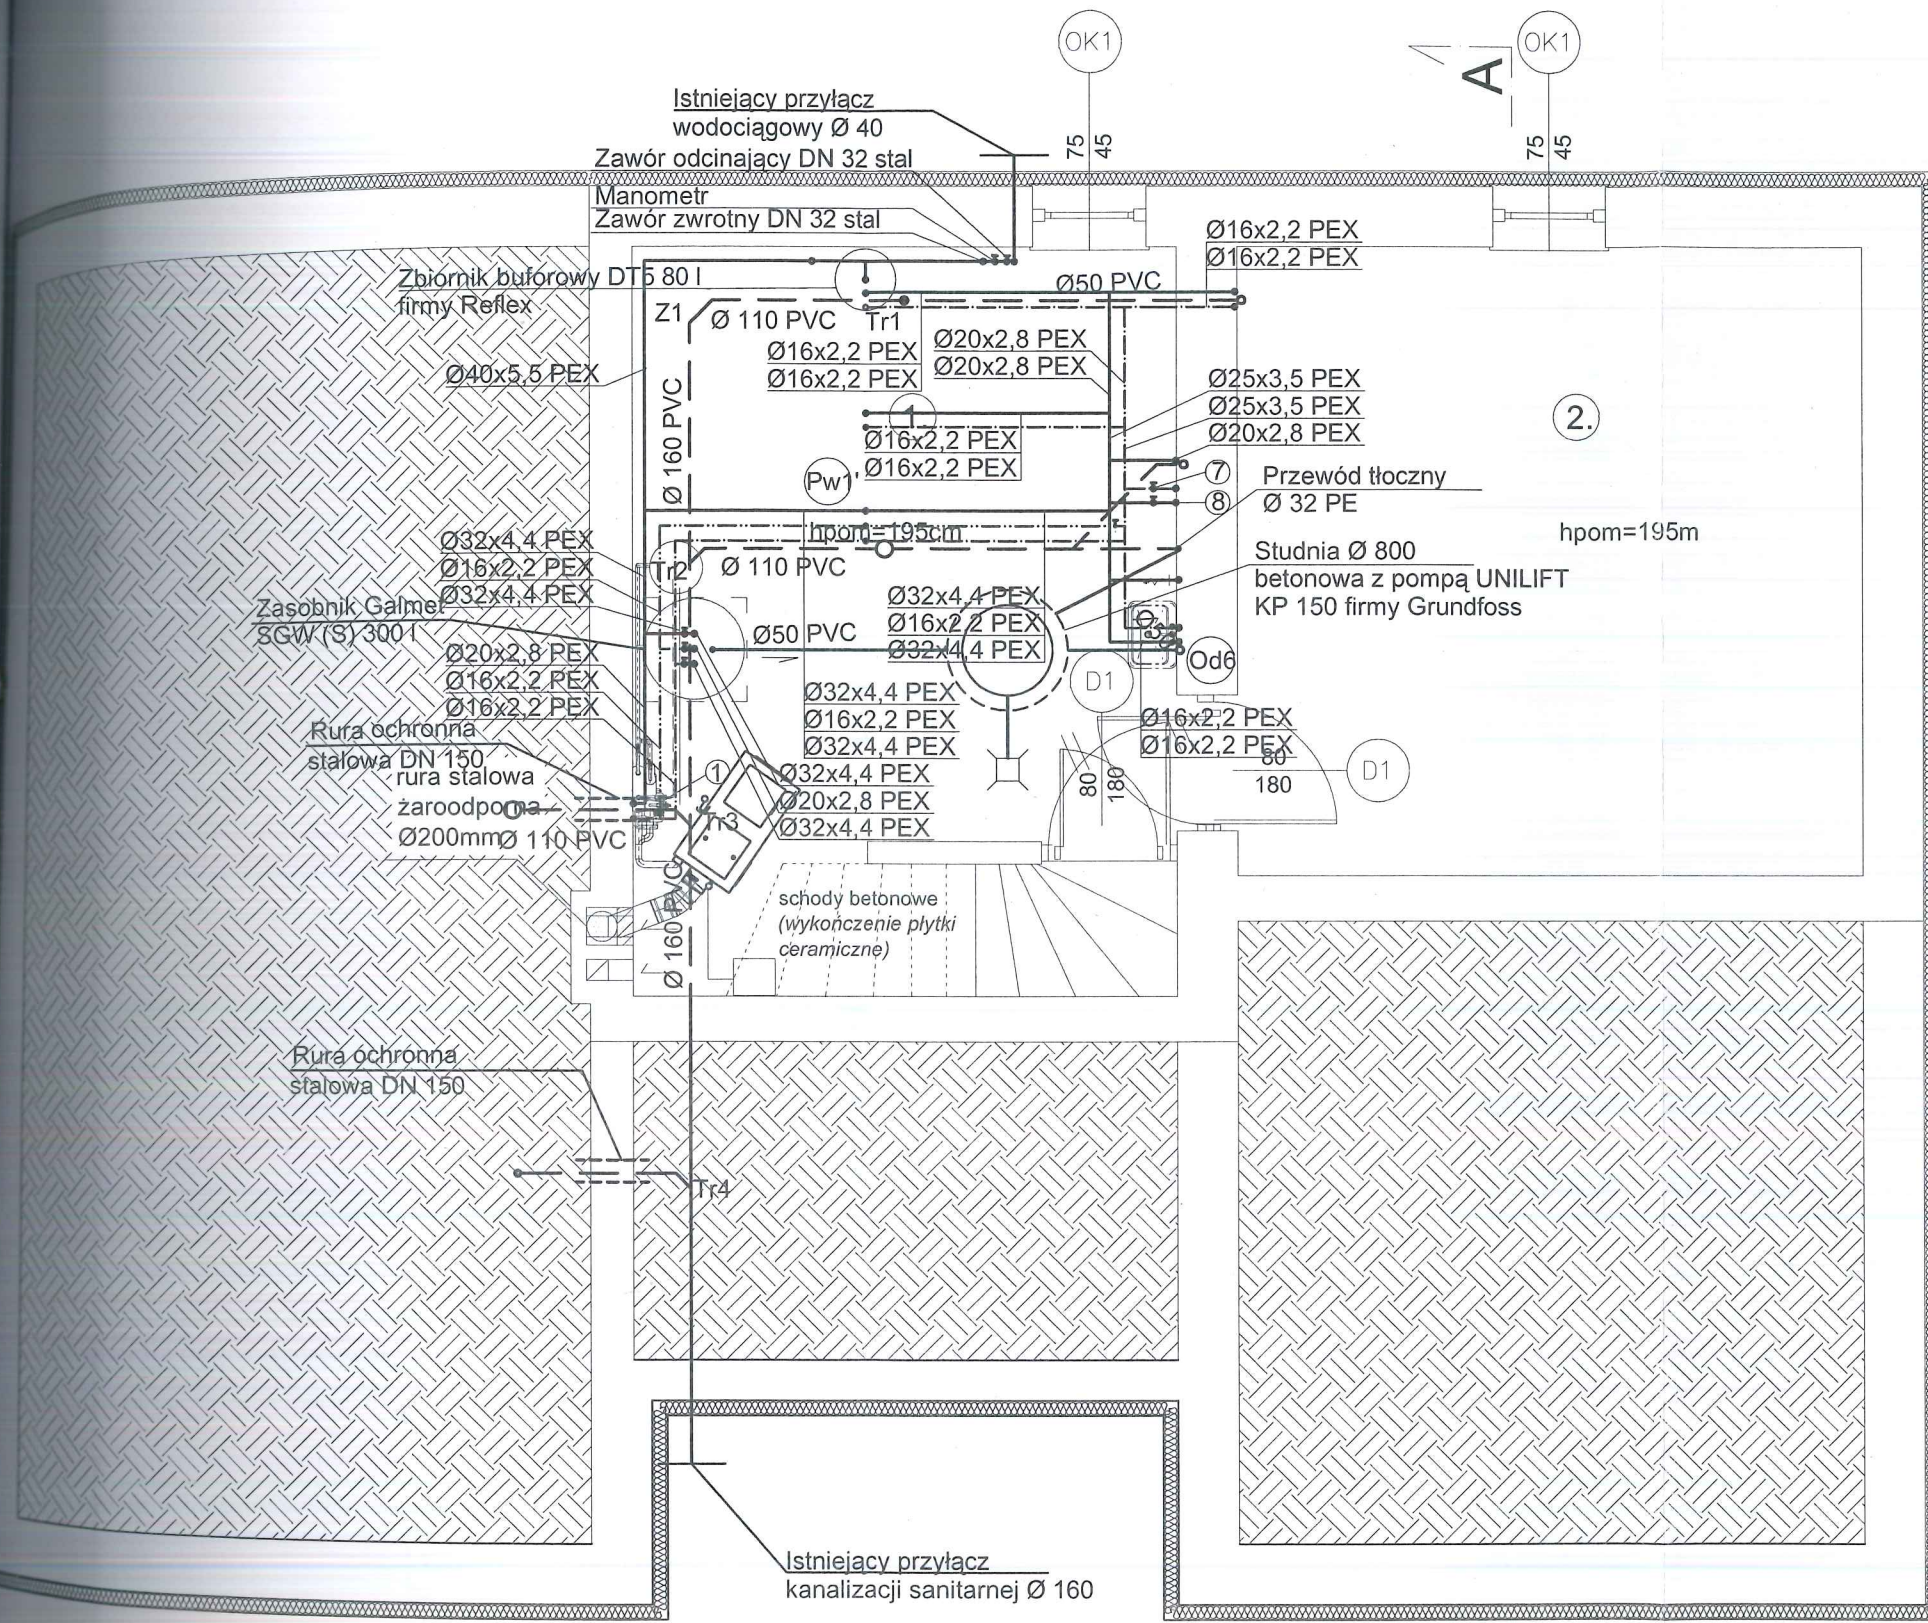 OK1
OK1
A
75
45
75
45
Istniejący przyłącz
wodociągowy Ø 40
Zawór odcinający DN 32 stal
Manometr
Zawór zwrotny DN 32 stal
Zbiornik buforowy DT5 80 l
firmy Reflex
Ø16x2,2 PEX
Ø16x2,2 PEX
Ø50 PVC
Z1
Ø 110 PVC
Tr1
Ø16x2,2 PEX
Ø16x2,2 PEX
Ø20x2,8 PEX
Ø20x2,8 PEX
Ø40x5,5 PEX
Ø 160 PVC
Ø25x3,5 PEX
Ø25x3,5 PEX
Ø20x2,8 PEX
1.
2.
Ø16x2,2 PEX
Ø16x2,2 PEX
Pw1'
7
8
Przewód tłoczny
Ø 32 PE
hpom=195cm
hpom=195m
Ø32x4,4 PEX
Ø16x2,2 PEX
Ø32x4,4 PEX
Tr2
Ø 110 PVC
Studnia Ø 800
betonowa z pompą UNILIFT
KP 150 firmy Grundfoss
Zasobnik Galmet
SGW (S) 300 l
Ø32x4,4 PEX
Ø16x2,2 PEX
Ø32x4,4 PEX
Ø50 PVC
Od6
D1
Ø20x2,8 PEX
Ø16x2,2 PEX
Ø16x2,2 PEX
Ø32x4,4 PEX
Ø16x2,2 PEX
Ø32x4,4 PEX
Ø16x2,2 PEX
Ø16x2,2 PEX
Rura ochronna
stalowa DN 150
rura stalowa
żaroodporna
Ø200mm
Ø 110 PVC
1
2
Tr3
Ø32x4,4 PEX
Ø20x2,8 PEX
Ø32x4,4 PEX
80
180
80
180
D1
Ø 160 PVC
schody betonowe
(wykończenie płytki
ceramiczne)
Rura ochronna
stalowa DN 150
Tr4
Istniejący przyłącz
kanalizacji sanitarnej Ø 160